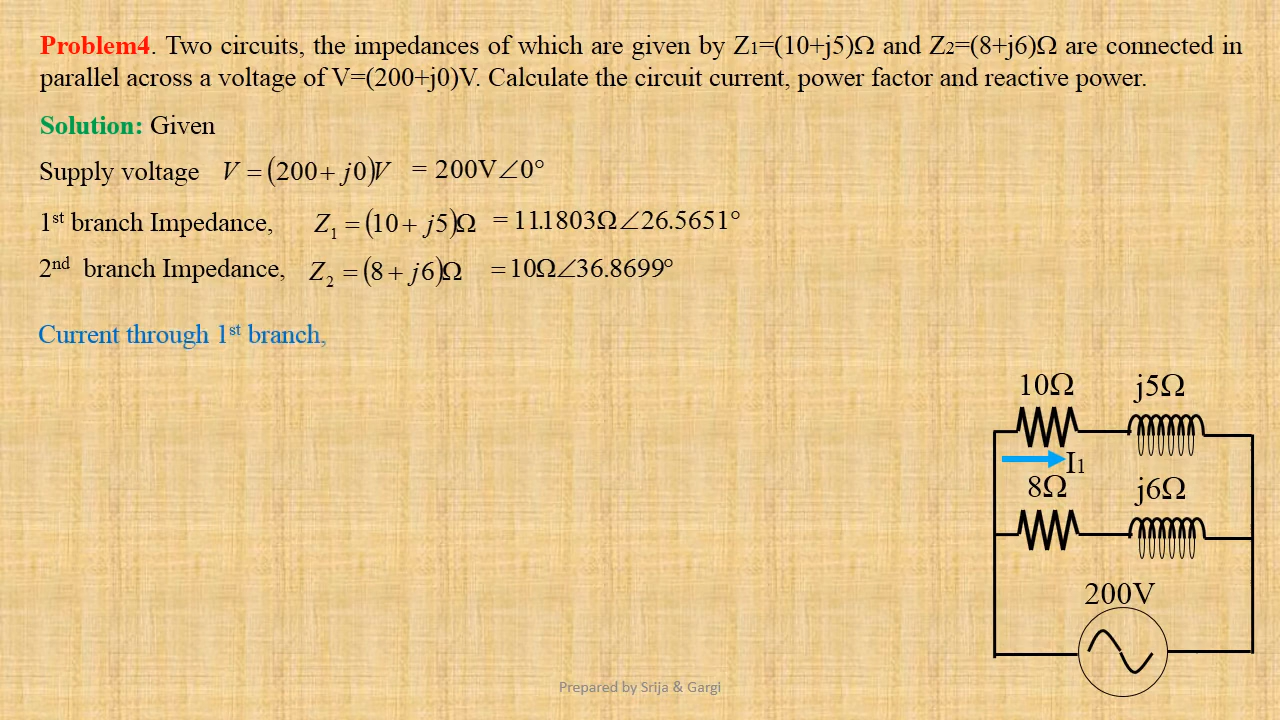 Problem4. Two circuits, the impedances of which are given by Z1=(10+j5)Ω and Z2=(8+j6)Ω are connected in
parallel across a voltage of V=(200+j0)V. Calculate the circuit current, power factor and reactive power.
Solution: Given
Supply voltage V = (200 + j0)V = 200V∠0°
1st branch Impedance, Z1 = (10 + j5)Ω = 11.1803Ω∠26.5651°
2nd branch Impedance, Z2 = (8 + j6)Ω = 10Ω∠36.8699°
Current through 1st branch,
10Ω j5Ω
I1
8Ω j6Ω
200V
Prepared by Srija & Gargi